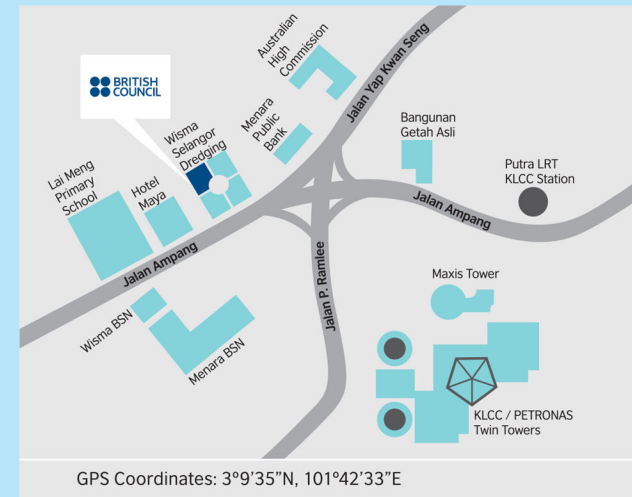 BRITISH
COUNCIL
Australian
High
Commission
Jalan Yap Kwan Seng
Wisma
Selangor
Dredging
Menara
Public
Bank
Bangunan
Getah Asli
Putra LRT
KLCC Station
Lai Meng
Primary
School
Hotel
Maya
Jalan Ampang
Jalan Ampang
Jalan P. Ramlee
Maxis Tower
Wisma BSN
Menara BSN
KLCC / PETRONAS
Twin Towers
GPS Coordinates: 3°9'35"N, 101°42'33"E